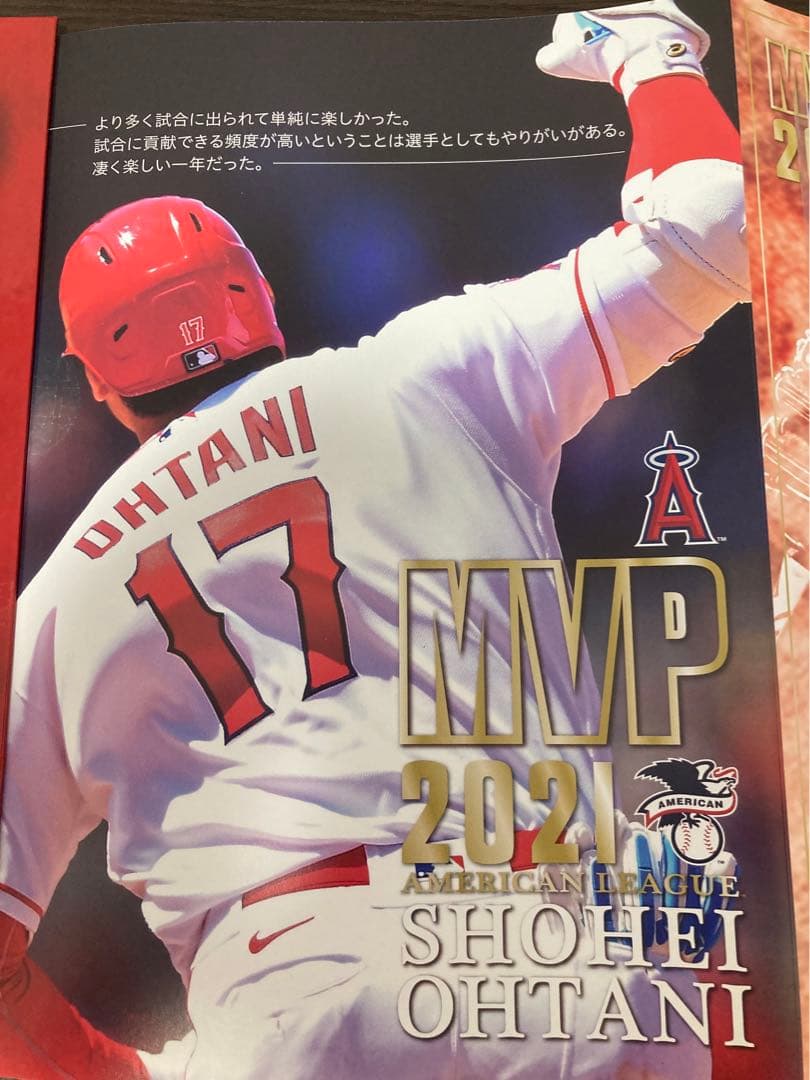 より多く試合に出られて単純に楽しかった。
試合に貢献できる頻度が高いということは選手としてもやりがいがある。
凄く楽しい一年だった。
17
OHTANI
17
A
TM
MVP
2021
AMERICAN
TM
AMERICAN LEAGUE
SHOHEI
OHTANI
M
2